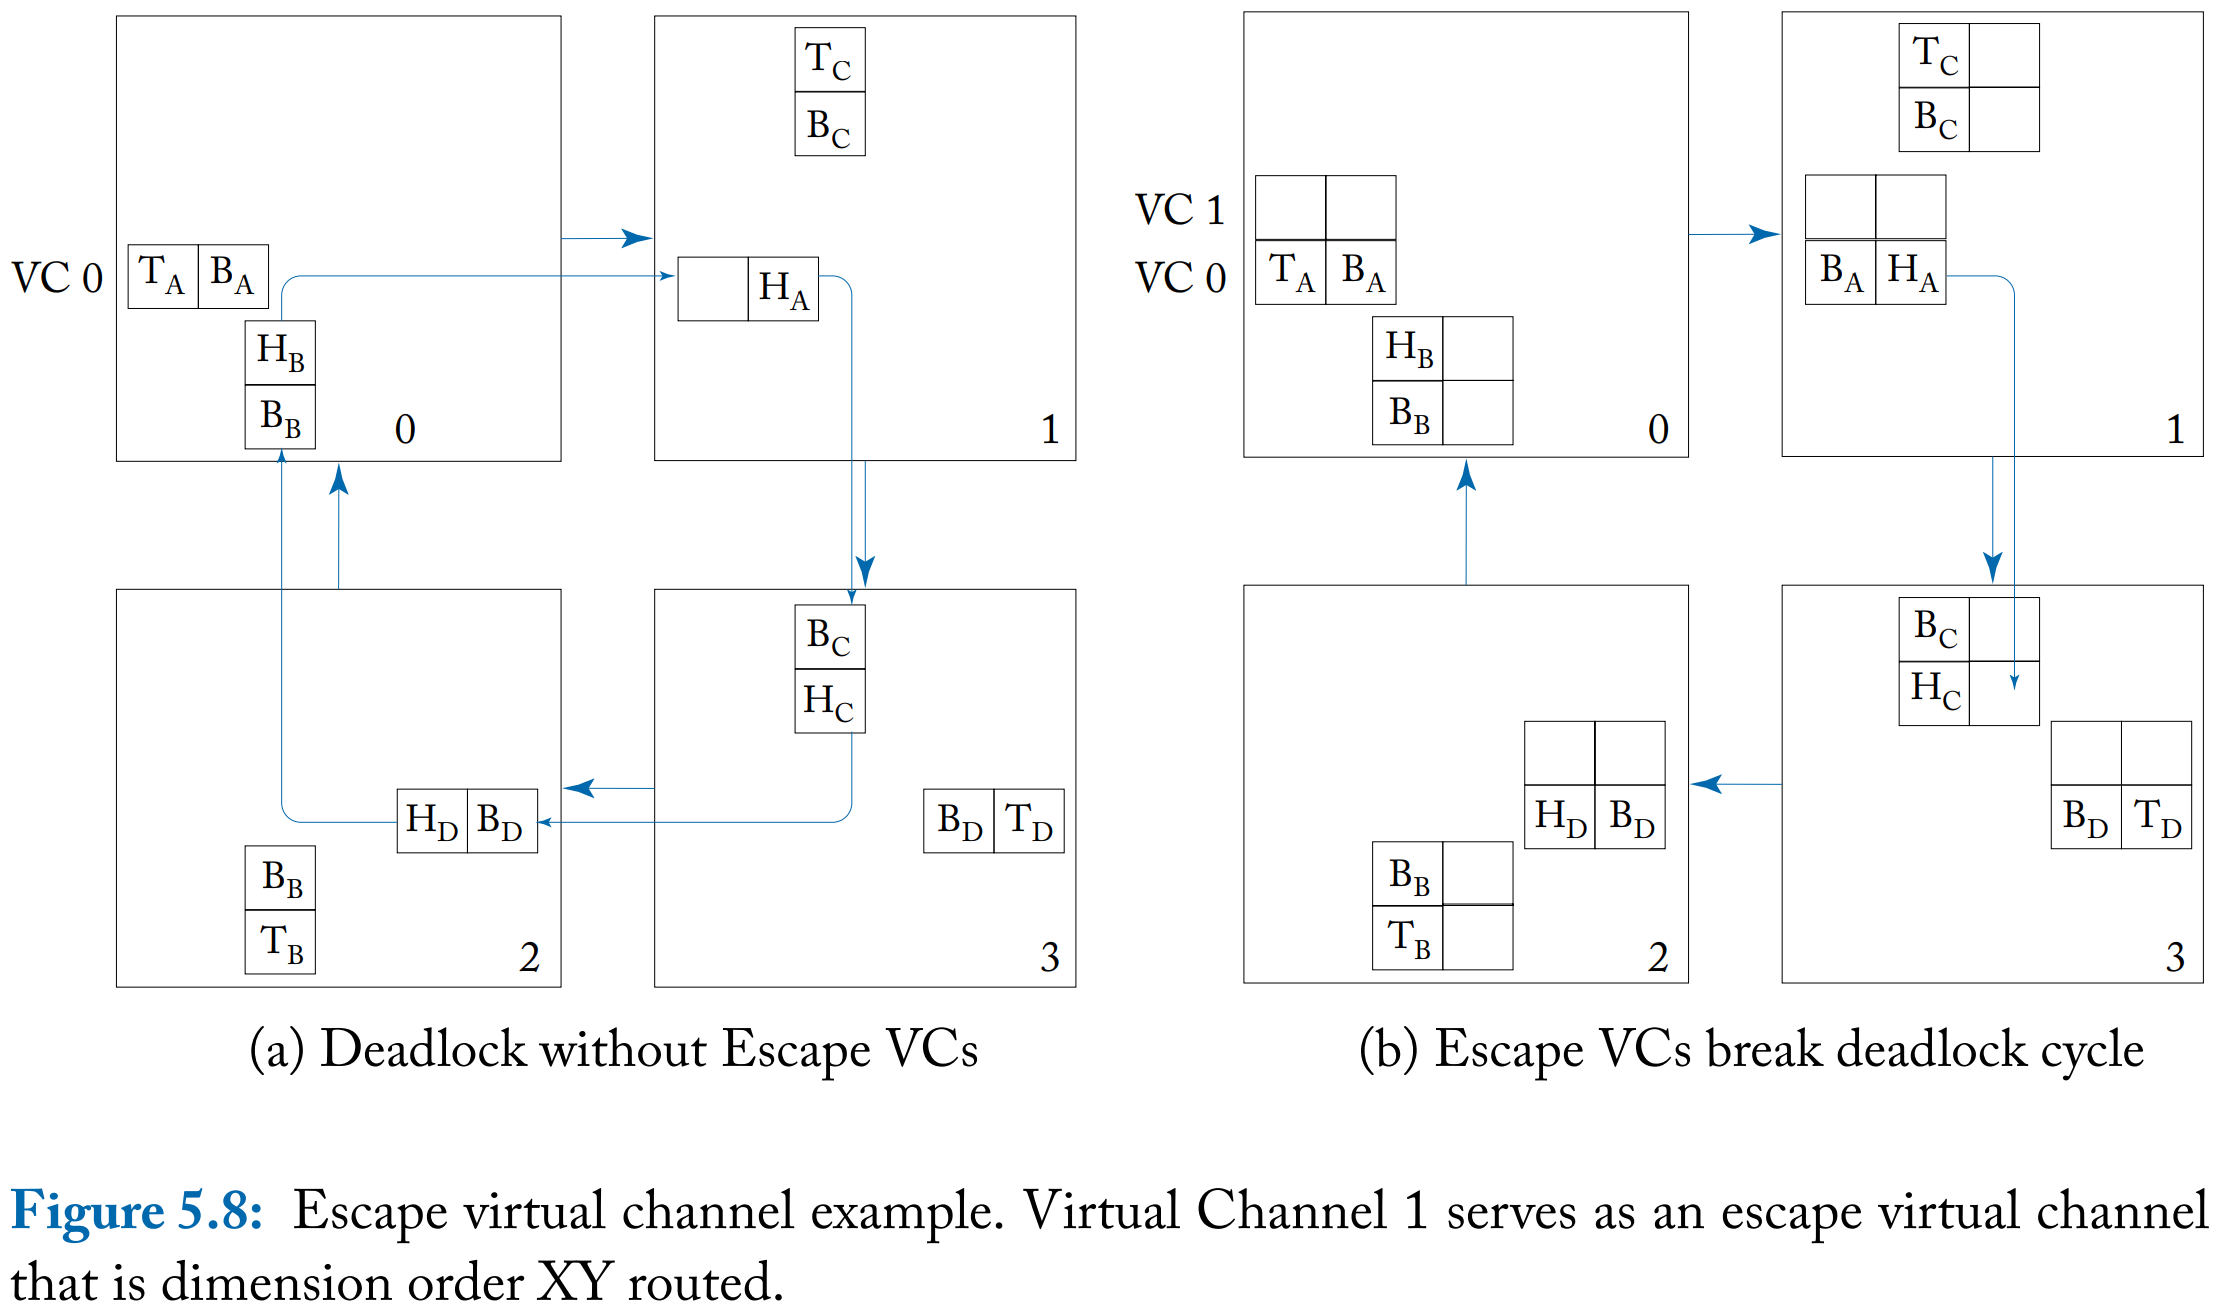 T_C
B_C
VC 0
T_A B_A
H_A
H_B
B_B
0
1
B_C
H_C
H_D B_D
B_D T_D
B_B
T_B
2
3
(a) Deadlock without Escape VCs
T_C
B_C
VC 1
VC 0
T_A B_A
B_A H_A
H_B
B_B
0
1
B_C
H_C
H_D B_D
B_D T_D
B_B
T_B
2
3
(b) Escape VCs break deadlock cycle
Figure 5.8: Escape virtual channel example. Virtual Channel 1 serves as an escape virtual channel
that is dimension order XY routed.